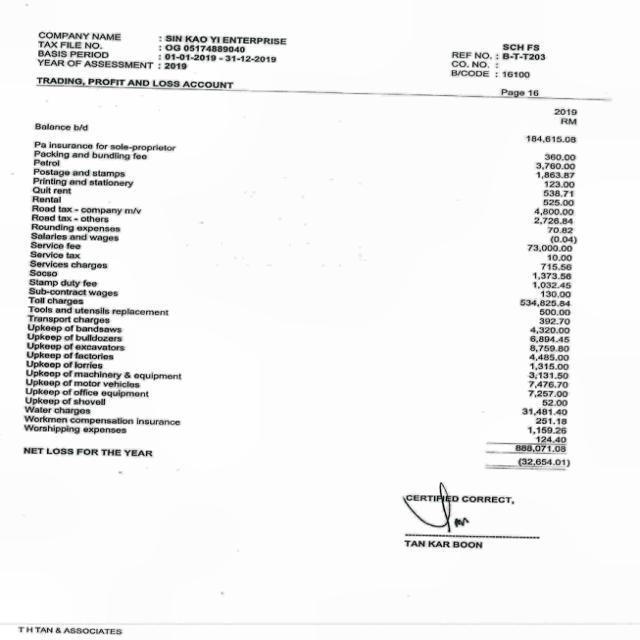 COMPANY NAME : SIN KAO YI ENTERPRISE
TAX FILE NO. : OG 05174889040
BASIS PERIOD : 01-01-2019 - 31-12-2019
YEAR OF ASSESSMENT : 2019
SCH FS
REF NO. : B-T-T203
CO. NO. :
B/CODE : 16100
TRADING, PROFIT AND LOSS ACCOUNT
Page 16
2019
RM
Balance b/d 184,615.08
Pa insurance for sole-proprietor 360.00
Packing and bundling fee 3,760.00
Petrol 1,863.87
Postage and stamps 123.00
Printing and stationery 538.71
Quit rent 525.00
Rental 4,800.00
Road tax - company m/v 2,726.84
Road tax - others 70.82
Rounding expenses (0.04)
Salaries and wages 73,000.00
Service fee 10.00
Service tax 715.56
Services charges 1,373.56
Socso 1,032.45
Stamp duty fee 130.00
Sub-contract wages 534,825.84
Toll charges 500.00
Tools and utensils replacement 392.70
Transport charges 4,320.00
Upkeep of bandsaws 6,894.45
Upkeep of bulldozers 8,759.80
Upkeep of excavators 4,485.00
Upkeep of factories 1,315.00
Upkeep of lorries 3,131.50
Upkeep of machinery & equipment 7,476.70
Upkeep of motor vehicles 7,257.00
Upkeep of office equipment 52.00
Upkeep of shovell 31,481.40
Water charges 251.18
Workmen compensation insurance 1,159.26
Worshipping expenses 124.40
888,071.08
NET LOSS FOR THE YEAR (32,654.01)
CERTIFIED CORRECT,
TAN KAR BOON
T H TAN & ASSOCIATES